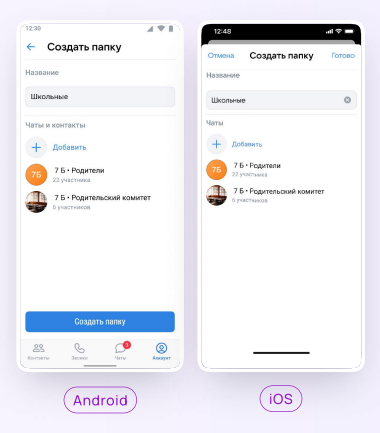 12:30
Создать папку
Название
Школьные
Чаты и контакты
Добавить
7Б
7 Б • Родители
22 участника
7 Б • Родительский комитет
6 участников
Создать папку
3
Контакты
Звонки
Чаты
Аккаунт
Android
12:48
Отмена
Создать папку
Готово
Название
Школьные
Чаты
Добавить
7Б
7 Б • Родители
22 участника
7 Б • Родительский комитет
6 участников
iOS